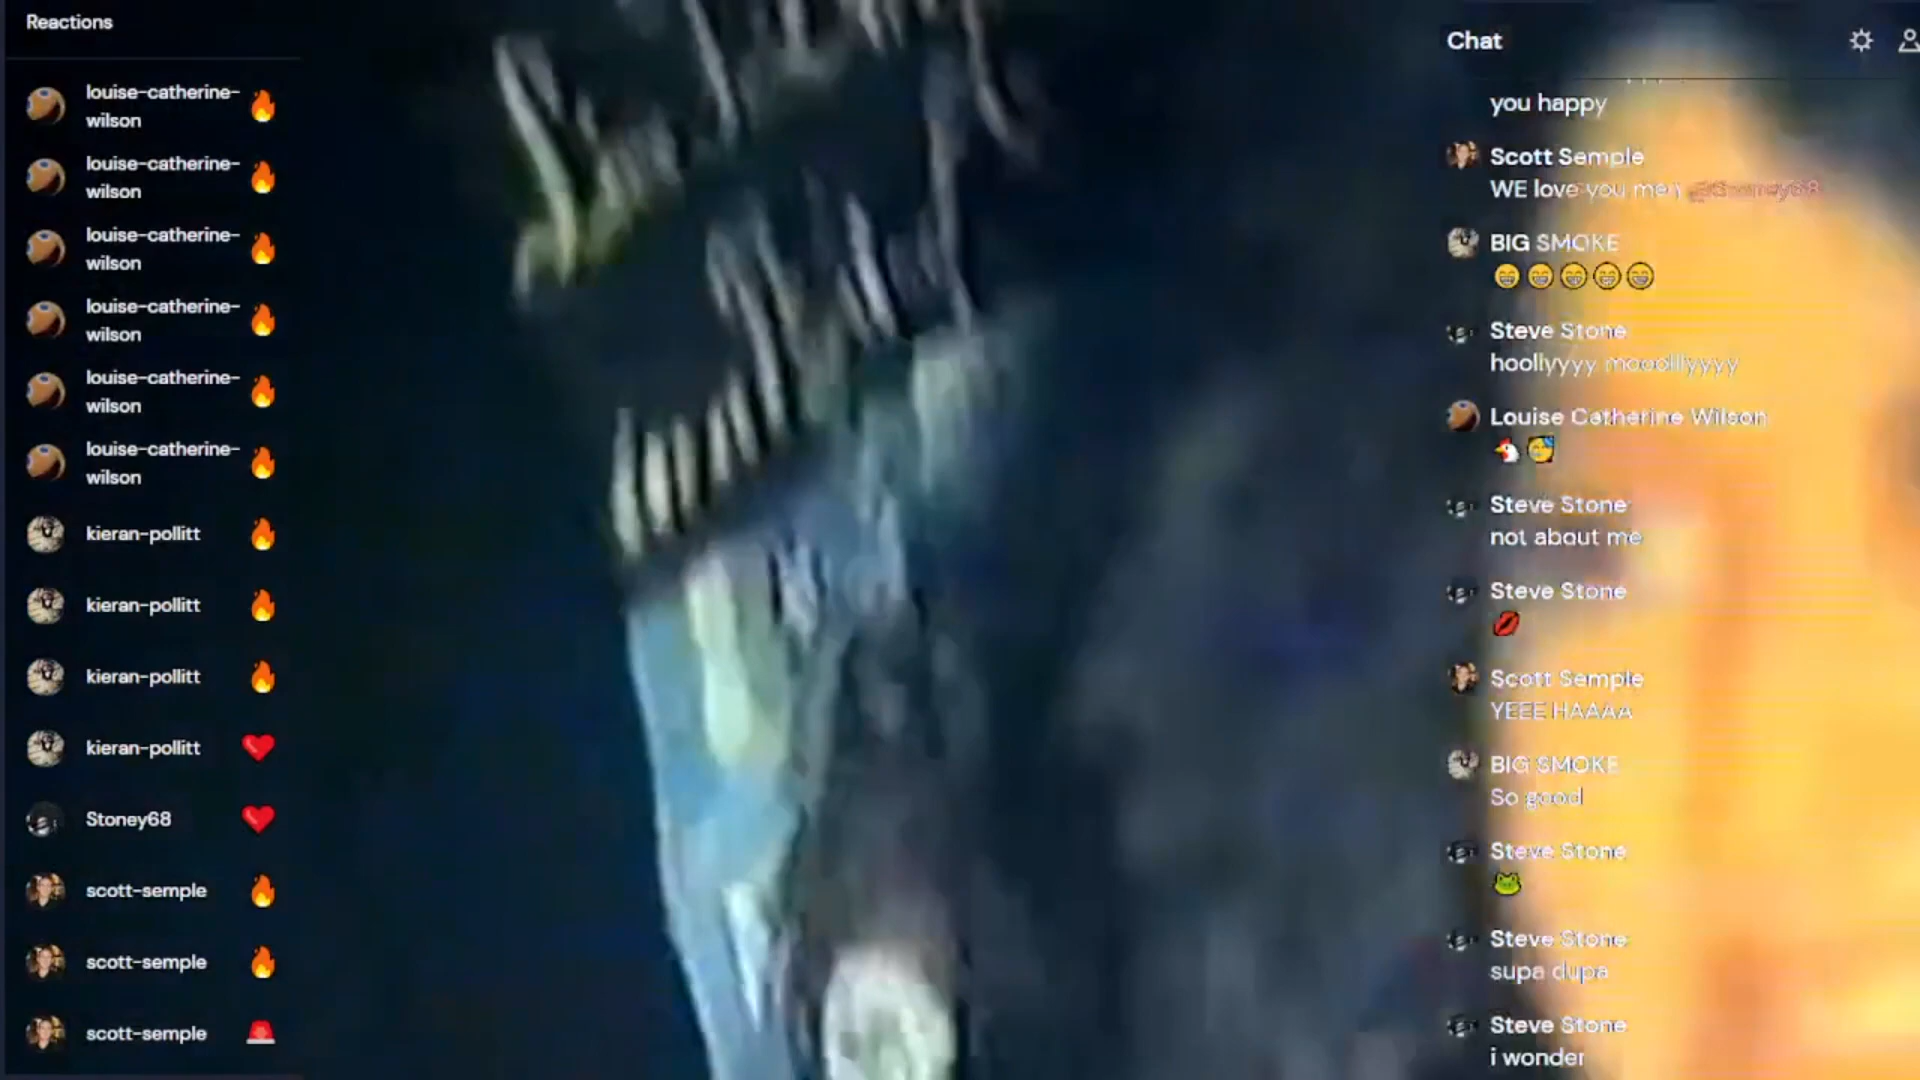 Reactions
louise-catherine-
wilson
louise-catherine-
wilson
louise-catherine-
wilson
louise-catherine-
wilson
louise-catherine-
wilson
louise-catherine-
wilson
kieran-pollitt
kieran-pollitt
kieran-pollitt
kieran-pollitt
Stoney68
scott-semple
scott-semple
scott-semple
Chat
you happy
Scott Semple
WE love you men @Stoney68
BIG SMOKE
Steve Stone
hoollyyyy moodlllyyyy
Louise Catherine Wilson
Steve Stone
not about me
Steve Stone
Scott Semple
YEEE HAAAA
BIG SMOKE
So good
Steve Stone
Steve Stone
supa dupa
Steve Stone
i wonder